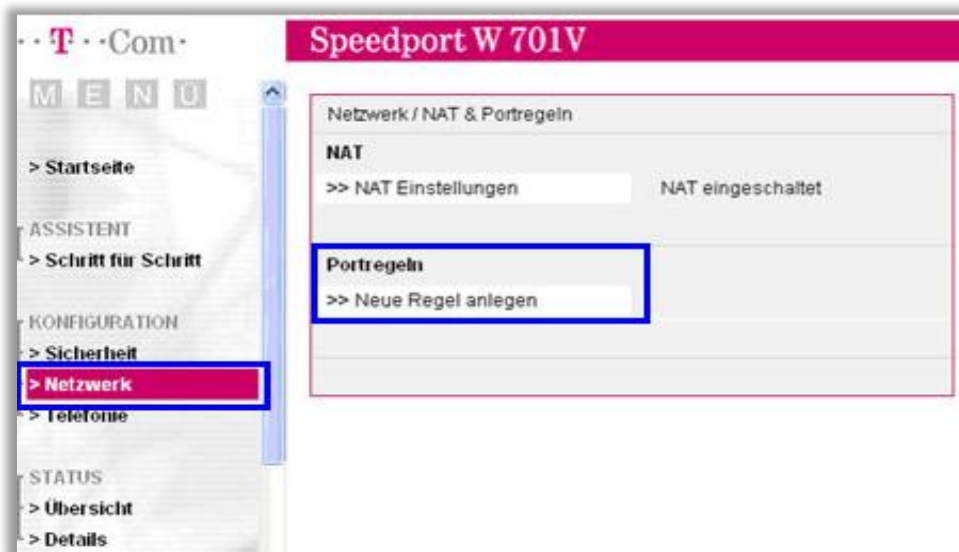 ··T··Com·
MENÜ
> Startseite
ASSISTENT
> Schritt für Schritt
KONFIGURATION
> Sicherheit
> Netzwerk
> Telefonie
STATUS
> Übersicht
> Details
Speedport W 701V
Netzwerk / NAT & Portregeln
NAT
>> NAT Einstellungen NAT eingeschaltet
Portregeln
>> Neue Regel anlegen